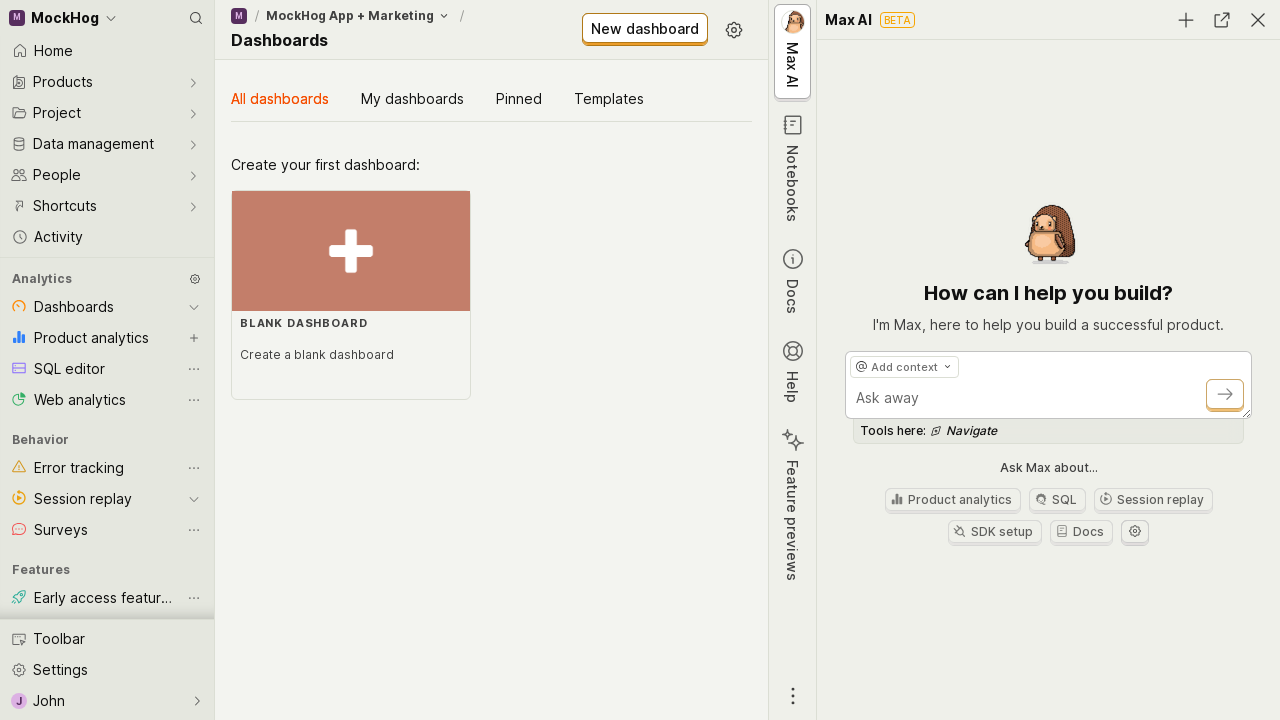 M MockHog
Home
Products
Project
Data management
People
Shortcuts
Activity
Analytics
Dashboards
Product analytics
SQL editor
Web analytics
Behavior
Error tracking
Session replay
Surveys
Features
Early access featur...
Toolbar
Settings
J John
M / MockHog App + Marketing /
Dashboards
New dashboard
All dashboards My dashboards Pinned Templates
Create your first dashboard:
BLANK DASHBOARD
Create a blank dashboard
Max AI
Notebooks
Docs
Help
Feature previews
Max AI BETA
How can I help you build?
I'm Max, here to help you build a successful product.
@ Add context
Ask away
Tools here: Navigate
Ask Max about...
Product analytics SQL Session replay
SDK setup Docs